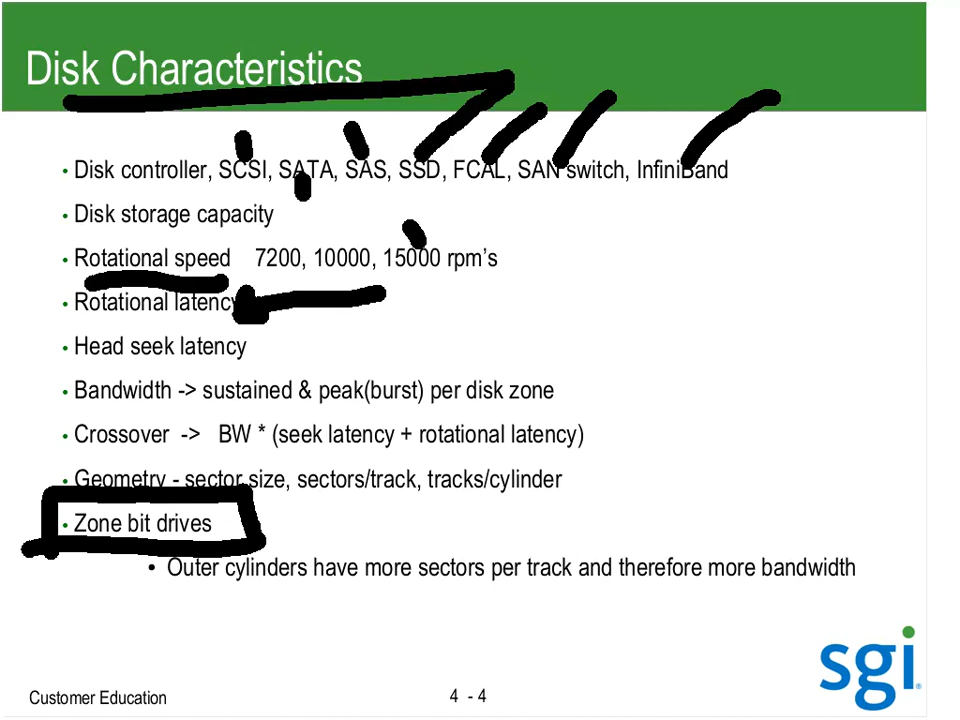 Disk Characteristics
• Disk controller, SCSI, SATA, SAS, SSD, FCAL, SAN switch, InfiniBand
• Disk storage capacity
• Rotational speed 7200, 10000, 15000 rpm's
• Rotational latency
• Head seek latency
• Bandwidth -> sustained & peak(burst) per disk zone
• Crossover -> BW * (seek latency + rotational latency)
• Geometry - sector size, sectors/track, tracks/cylinder
• Zone bit drives
• Outer cylinders have more sectors per track and therefore more bandwidth
sgi®
Customer Education
4 - 4